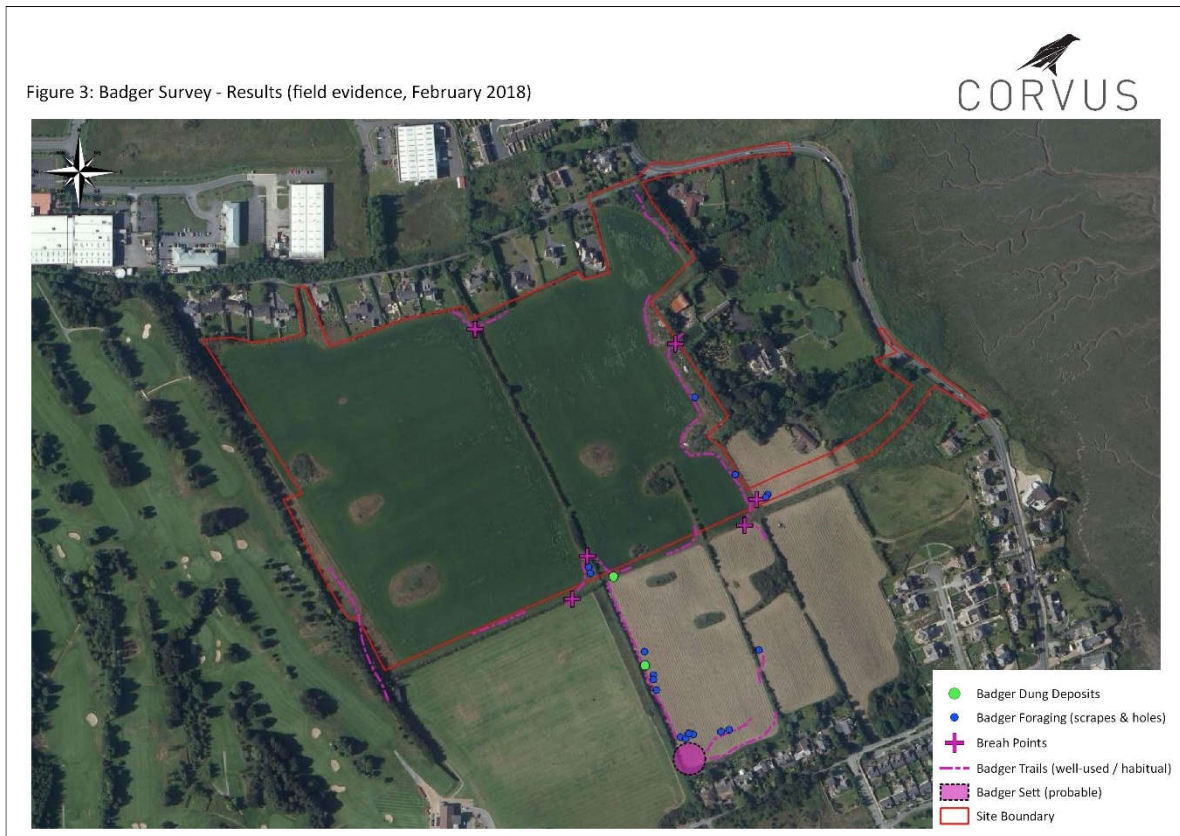 CORVUS
Figure 3: Badger Survey - Results (field evidence, February 2018)
Badger Dung Deposits
Badger Foraging (scrapes & holes)
Breah Points
Badger Trails (well-used / habitual)
Badger Sett (probable)
Site Boundary